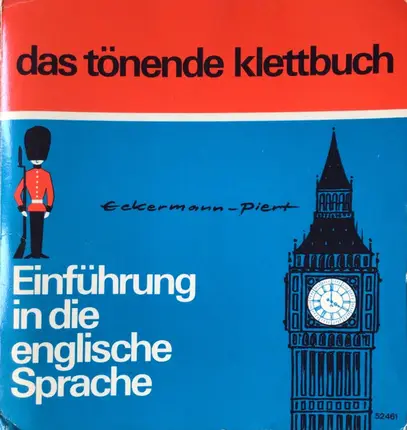 das tönende klettbuch
Eckermann-Piert
Einführung
in die
englische
Sprache
52461